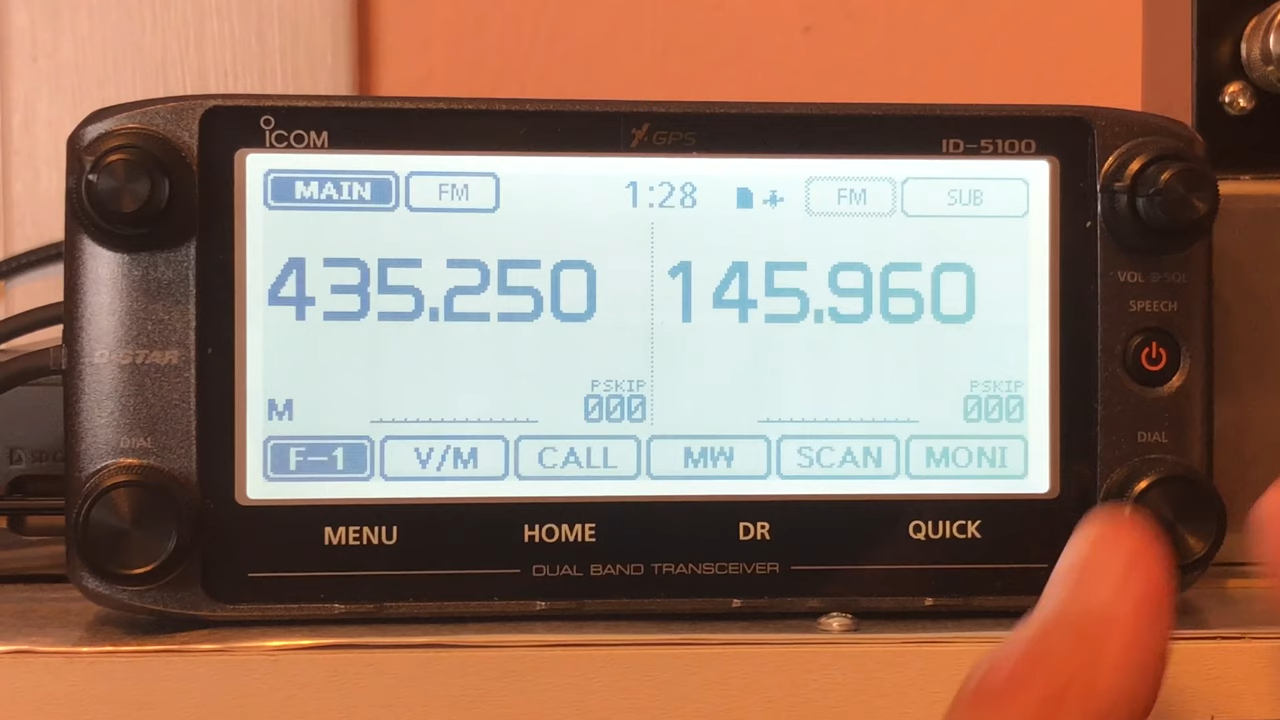 ICOM
GPS
ID-5100
MAIN FM 1:28 FM SUB
435.250 145.960
PSKIP PSKIP
M 000 000
F-1 V/M CALL MW SCAN MONI
MENU HOME DR QUICK
DUAL BAND TRANSCEIVER
D-STAR
DIAL
VOL SQL
SPEECH
DIAL